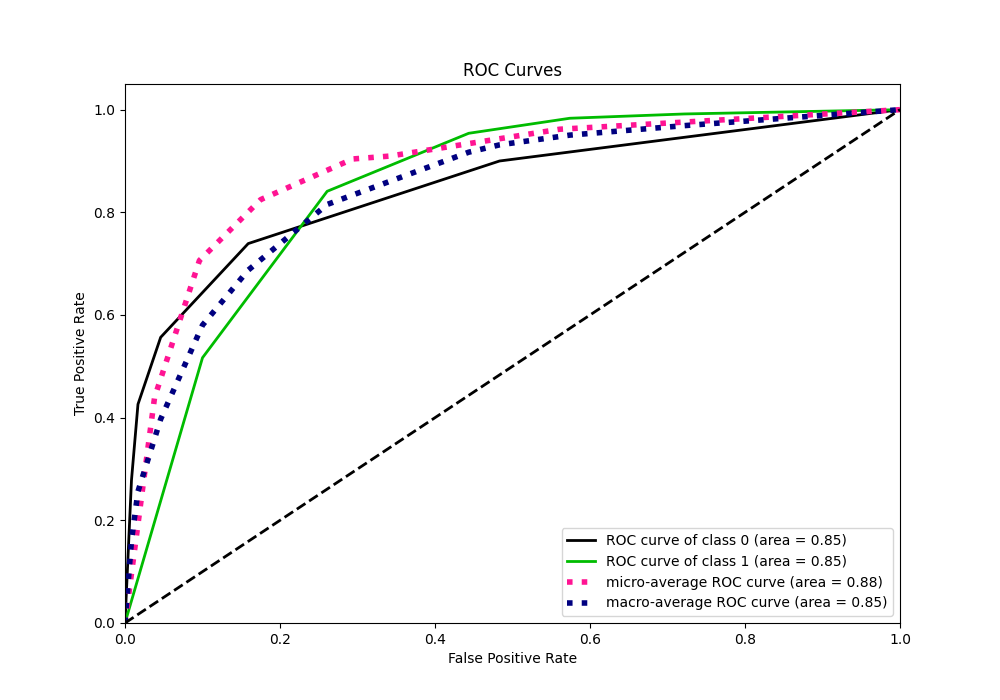 ROC Curves
1.0
0.8
0.6
0.4
0.2
0.0
True Positive Rate
ROC curve of class 0 (area = 0.85)
ROC curve of class 1 (area = 0.85)
micro-average ROC curve (area = 0.88)
macro-average ROC curve (area = 0.85)
0.0 0.2 0.4 0.6 0.8 1.0
False Positive Rate